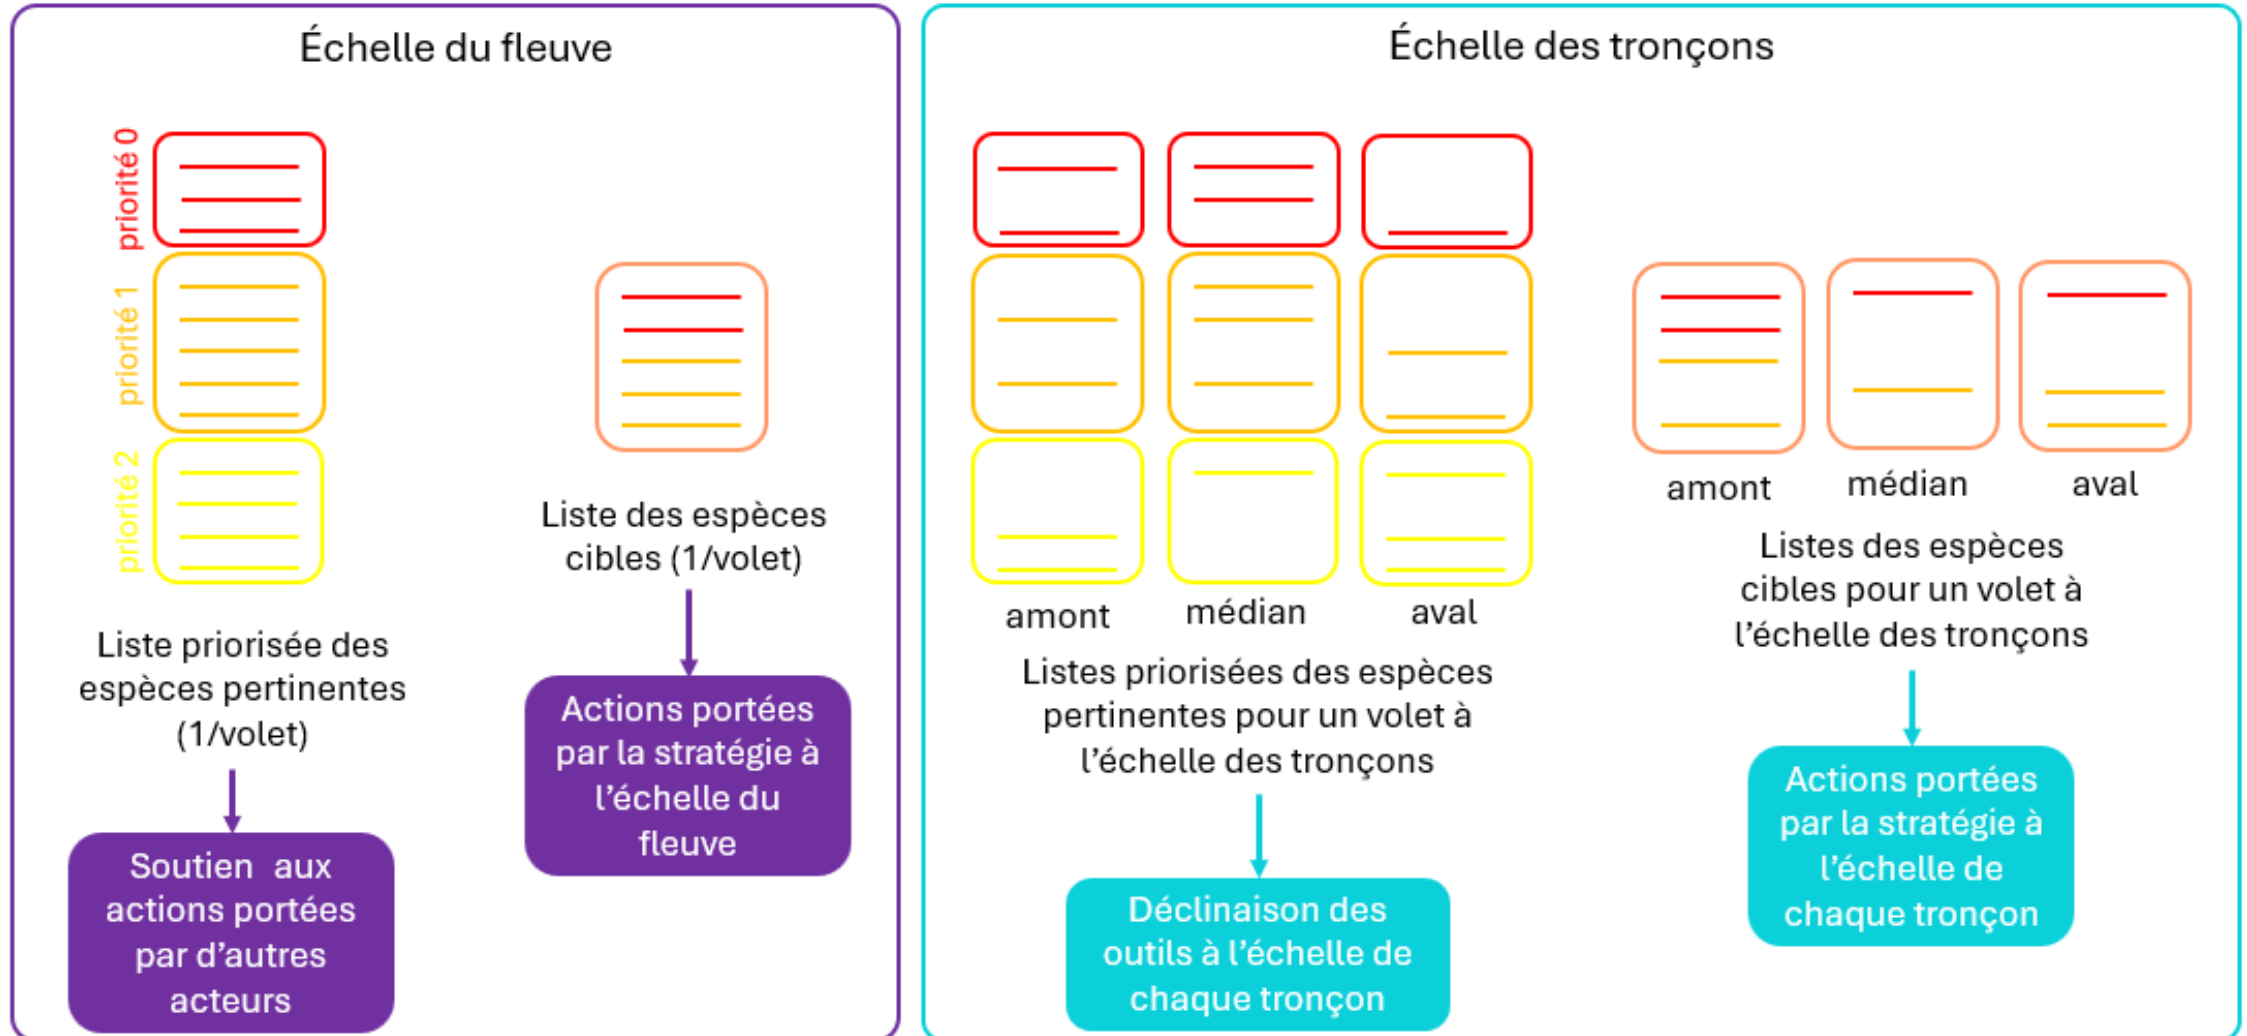 Échelle du fleuve
priorité 0
priorité 1
priorité 2
Liste priorisée des
espèces pertinentes
(1/volet)
Soutien aux
actions portées
par d’autres
acteurs
Liste des espèces
cibles (1/volet)
Actions portées
par la stratégie à
l’échelle du
fleuve
Échelle des tronçons
amont
médian
aval
Listes priorisées des espèces
pertinentes pour un volet à
l’échelle des tronçons
Déclinaison des
outils à l’échelle de
chaque tronçon
amont
médian
aval
Listes des espèces
cibles pour un volet à
l’échelle des tronçons
Actions portées
par la stratégie à
l’échelle de
chaque tronçon